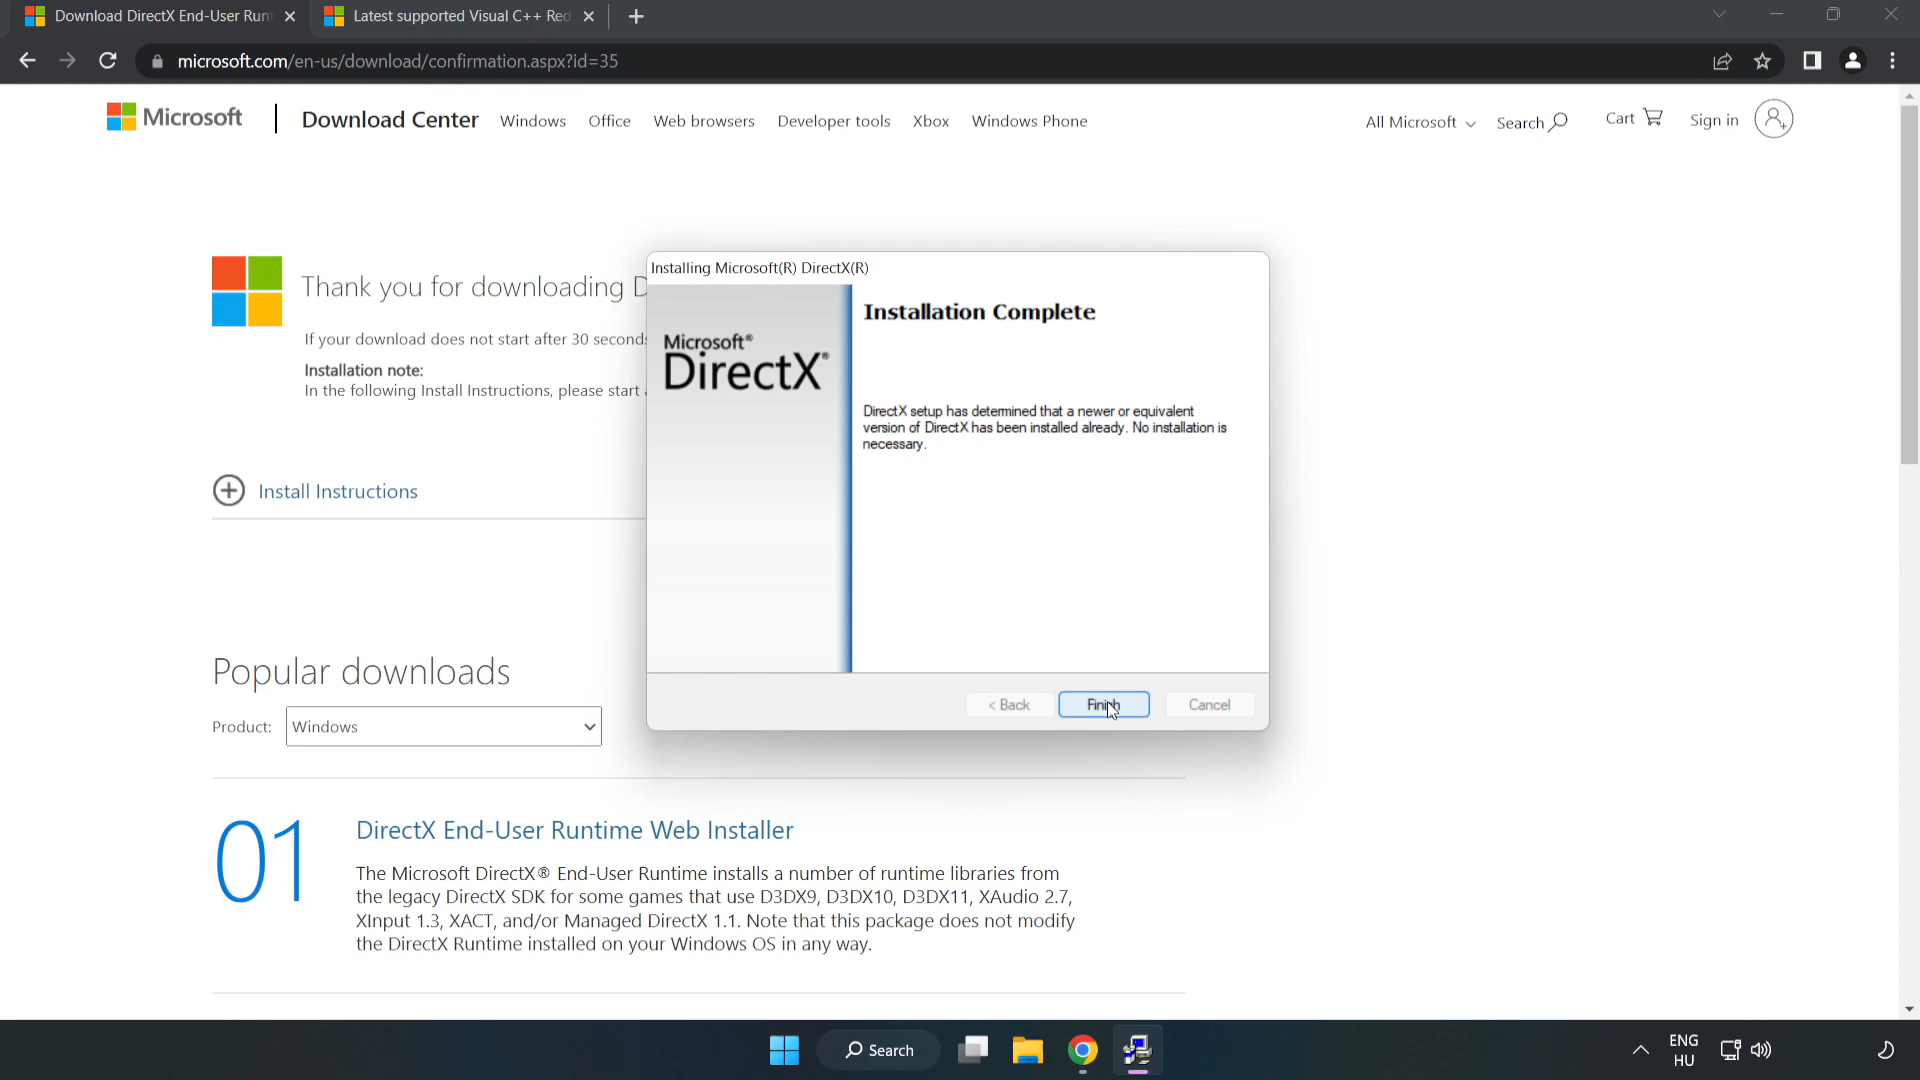 Download DirectX End-User Run
Latest supported Visual C++ Red
microsoft.com/en-us/download/confirmation.aspx?id=35
Microsoft
Download Center
Windows
Office
Web browsers
Developer tools
Xbox
Windows Phone
All Microsoft
Search
Cart
Sign in
Thank you for downloading D
If your download does not start after 30 seconds
Installation note:
In the following Install Instructions, please start
Install Instructions
Installing Microsoft(R) DirectX(R)
Microsoft®
DirectX®
Installation Complete
DirectX setup has determined that a newer or equivalent
version of DirectX has been installed already. No installation is
necessary.
< Back
Finish
Cancel
Popular downloads
Product:
Windows
01
DirectX End-User Runtime Web Installer
The Microsoft DirectX® End-User Runtime installs a number of runtime libraries from
the legacy DirectX SDK for some games that use D3DX9, D3DX10, D3DX11, XAudio 2.7,
XInput 1.3, XACT, and/or Managed DirectX 1.1. Note that this package does not modify
the DirectX Runtime installed on your Windows OS in any way.
Search
ENG
HU